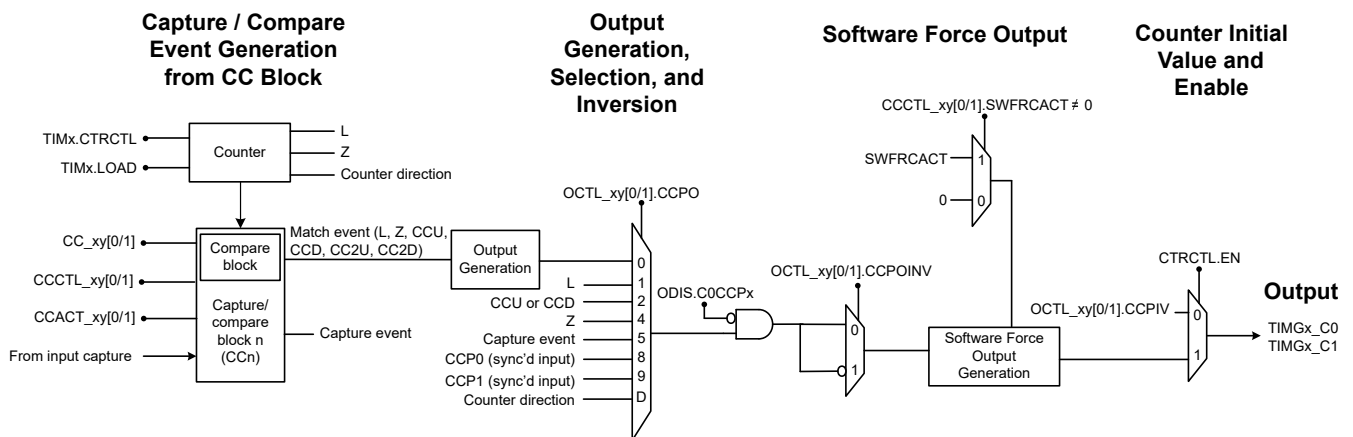 Capture / Compare
Event Generation
from CC Block
Output
Generation,
Selection, and
Inversion
Software Force Output
Counter Initial
Value and
Enable
TIMx.CTRCTL
TIMx.LOAD
Counter
L
Z
Counter direction
CC_xy[0/1]
CCCTL_xy[0/1]
CCACT_xy[0/1]
From input capture
Compare
block
Capture/
compare
block n
(CCn)
Match event (L, Z, CCU,
CCD, CC2U, CC2D)
Capture event
Output
Generation
OCTL_xy[0/1].CCPO
0
L 1
CCU or CCD 2
Z 4
Capture event 5
CCP0 (sync'd input) 8
CCP1 (sync'd input) 9
Counter direction D
ODIS.C0CCPx
OCTL_xy[0/1].CCPOINV
0
1
CCCTL_xy[0/1].SWFRCACT ≠ 0
SWFRCACT 1
0 0
Software Force
Output
Generation
CTRCTL.EN
OCTL_xy[0/1].CCPIV 0
1
Output
TIMGx_C0
TIMGx_C1